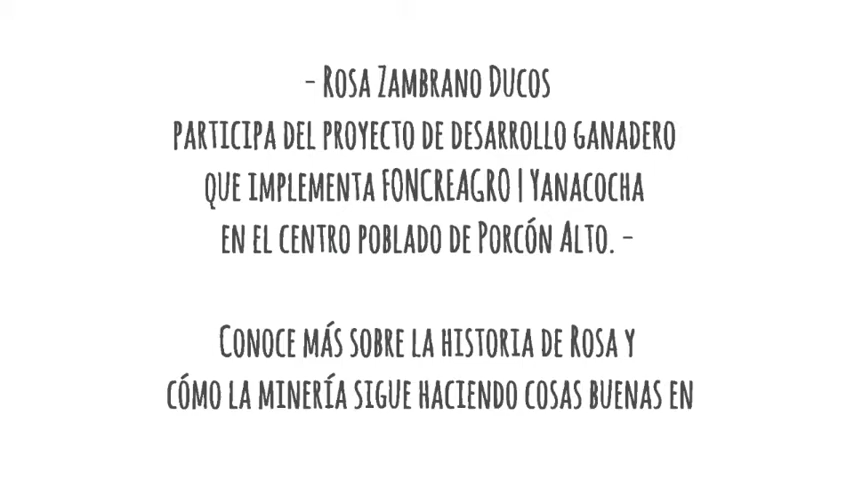 - Rosa Zambrano Ducos
participa del proyecto de desarrollo ganadero
que implementa FONCREAGRO | Yanacocha
en el centro poblado de Porcón Alto. -
Conoce más sobre la historia de Rosa y
cómo la minería sigue haciendo cosas buenas en